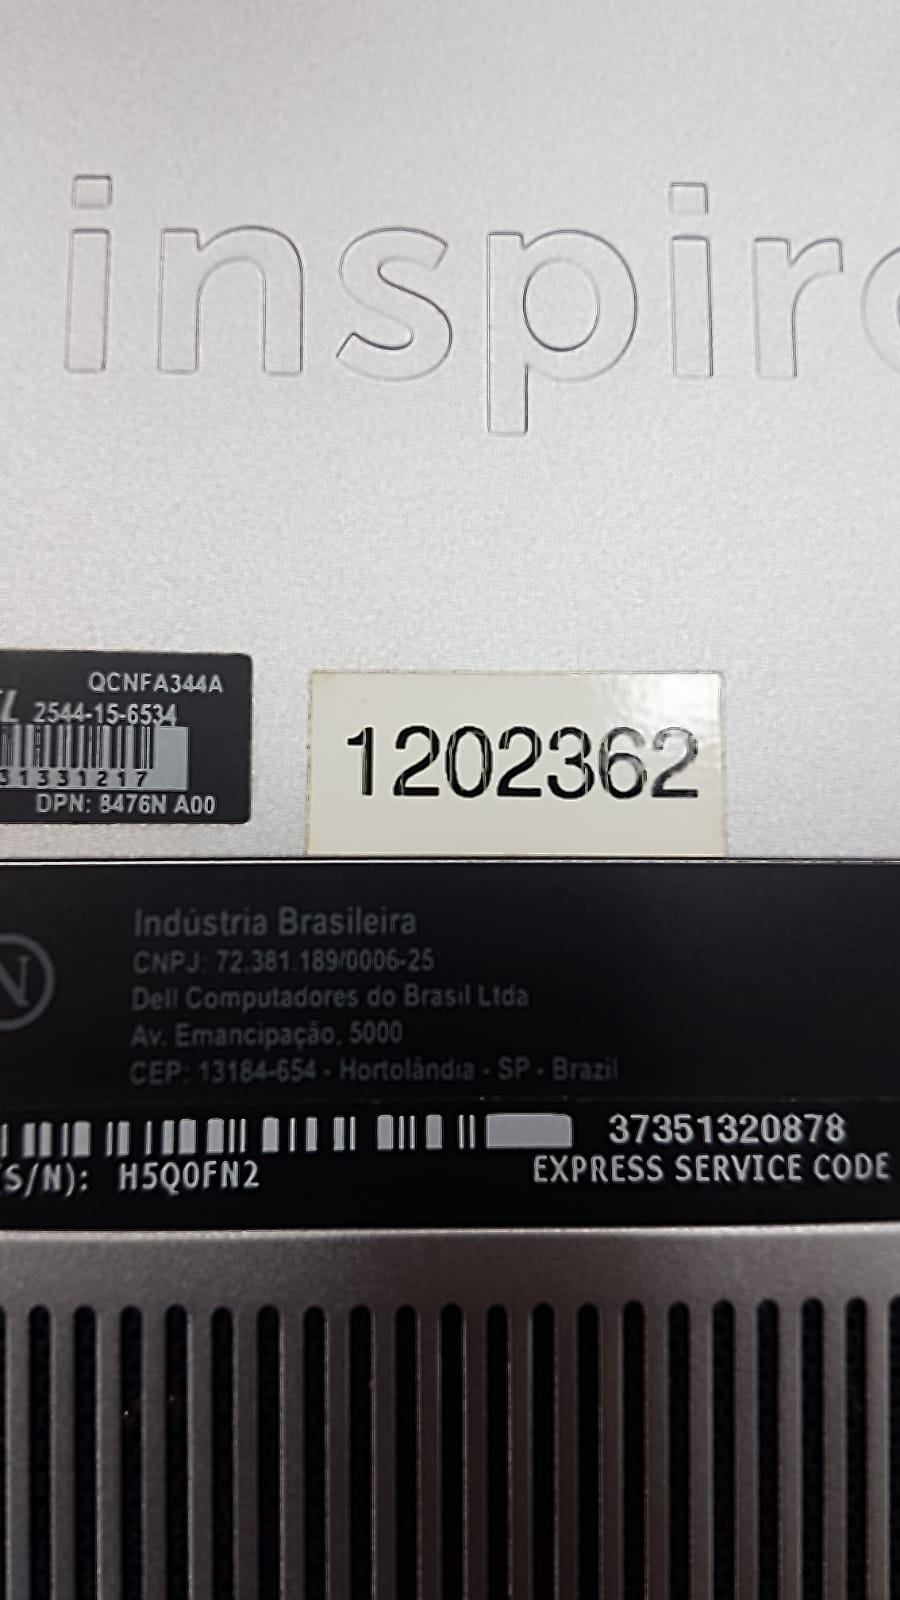 inspir
QCNFA344A
2544-15-6534
31331217
DPN: 8476N A00
1202362
Indústria Brasileira
CNPJ: 72.381.189/0006-25
Dell Computadores do Brasil Ltda
Av. Emancipação, 5000
CEP: 13184-654 - Hortolândia - SP - Brazil
37351320878
(S/N): H5Q0FN2
EXPRESS SERVICE CODE